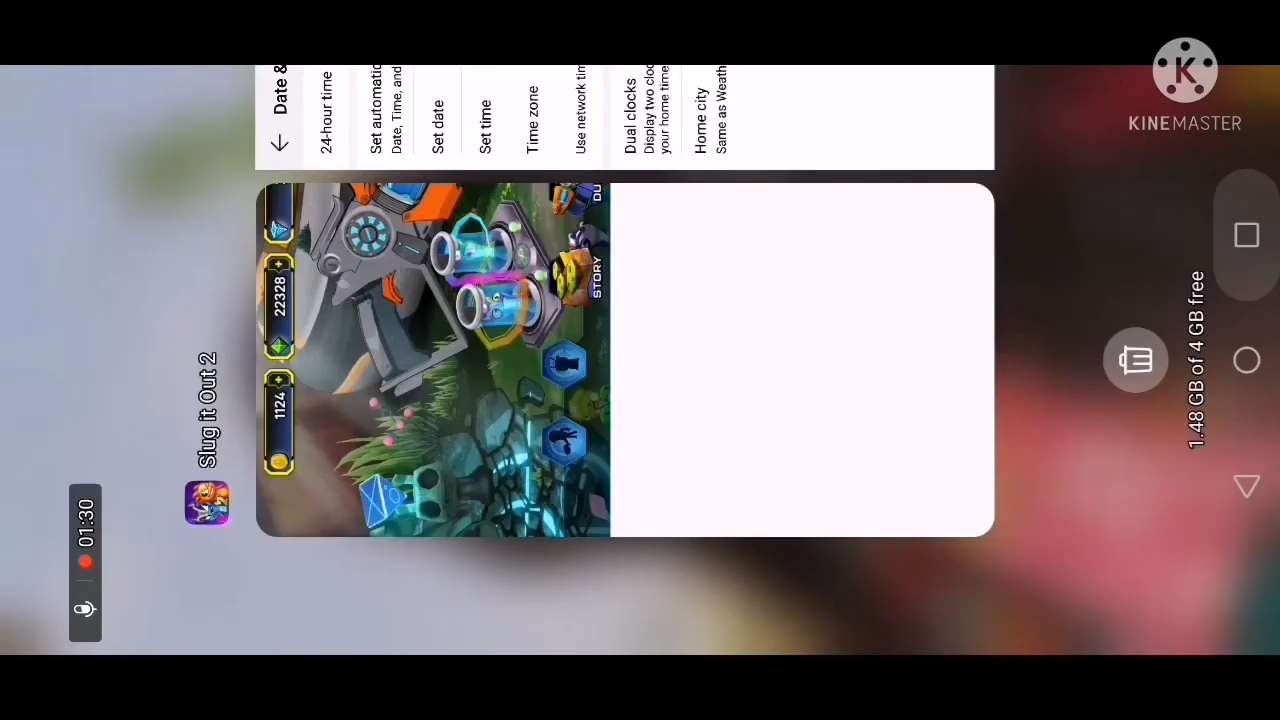 KINEMASTER
01:30
Slug it Out 2
1124
22328
STORY
DU
Date &
24-hour time
Set automatic
Date, Time, and
Set date
Set time
Time zone
Use network tim
Dual clocks
Display two cloc
your home time
Home city
Same as Weath
1.48 GB of 4 GB free